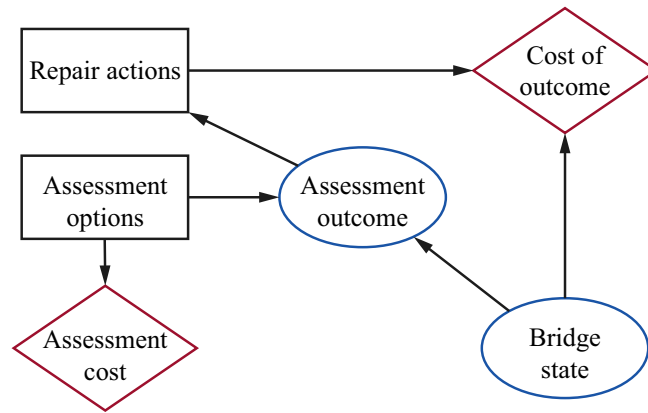 Repair actions
Cost of
outcome
Assessment
options
Assessment
outcome
Assessment
cost
Bridge
state